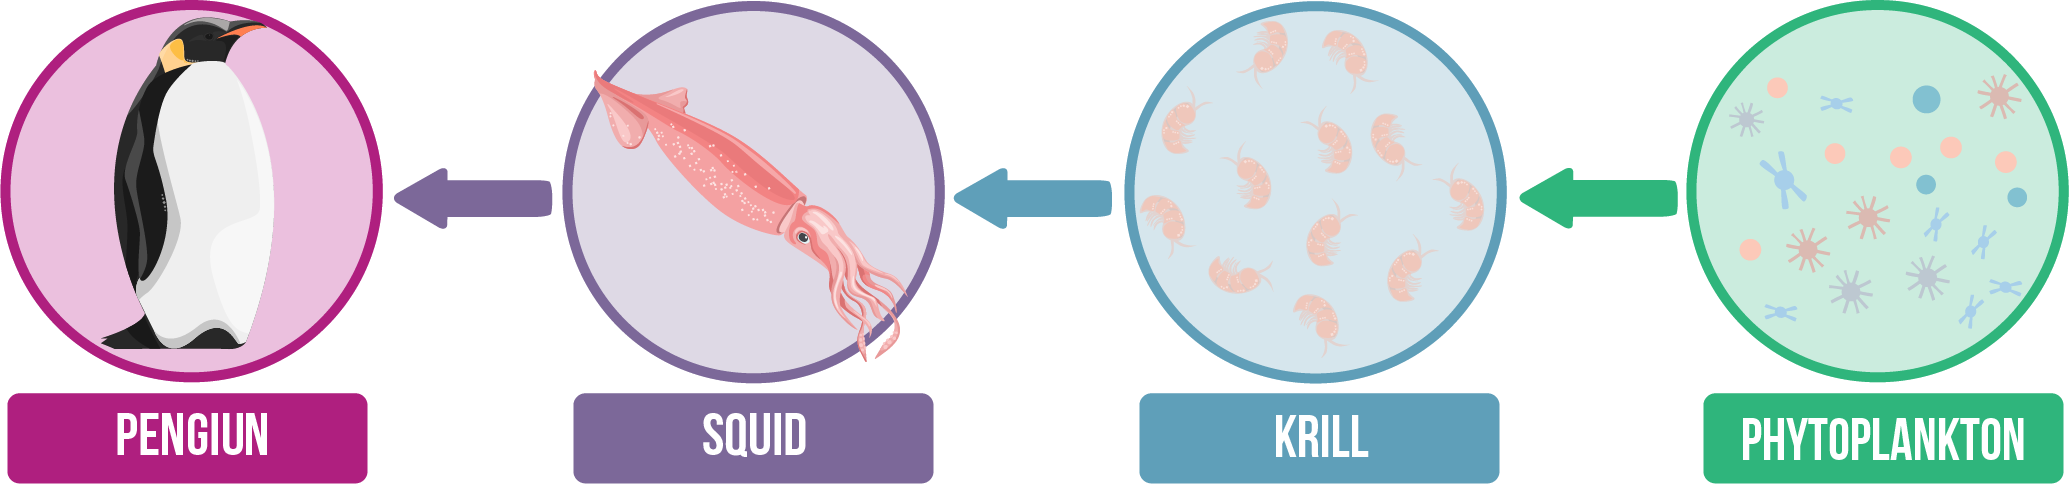 PENGIUN
SQUID
KRILL
PHYTOPLANKTON